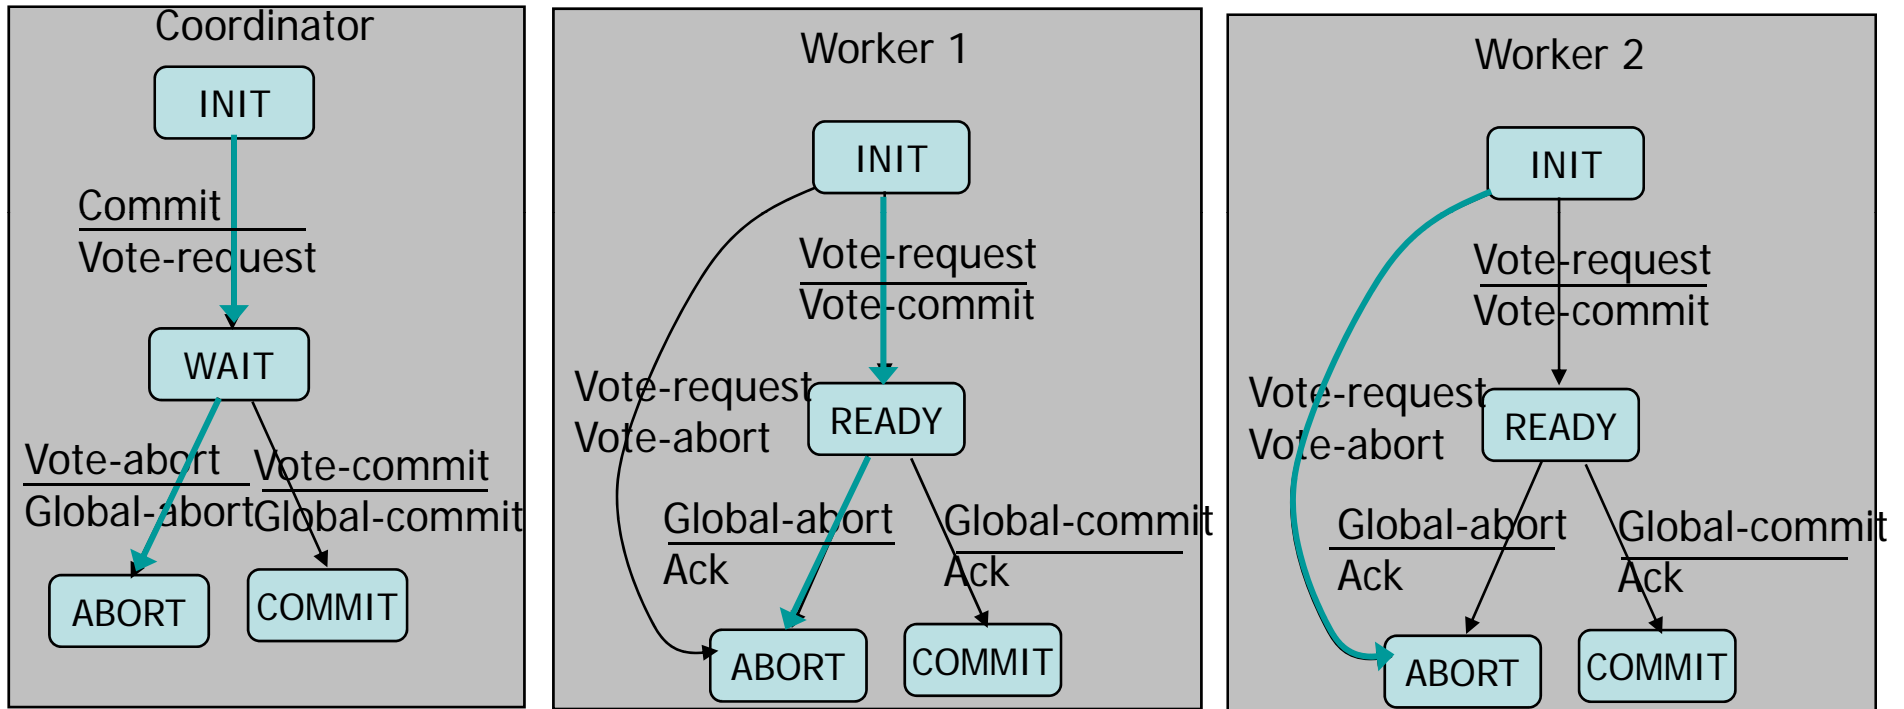 Coordinator
INIT
Commit
Vote-request
WAIT
Vote-abort
Global-abort
Vote-commit
Global-commit
ABORT
COMMIT
Worker 1
INIT
Vote-request
Vote-commit
Vote-request
Vote-abort
READY
Global-abort
Ack
Global-commit
Ack
ABORT
COMMIT
Worker 2
INIT
Vote-request
Vote-commit
Vote-request
Vote-abort
READY
Global-abort
Ack
Global-commit
Ack
ABORT
COMMIT